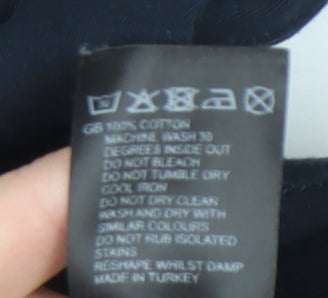 GB 100% COTTON
MACHINE WASH 30
DEGREES INSIDE OUT
DO NOT BLEACH
DO NOT TUMBLE DRY
COOL IRON
DO NOT DRY CLEAN
WASH AND DRY WITH
SIMILAR COLOURS
DO NOT RUB ISOLATED
STAINS
RESHAPE WHILST DAMP
MADE IN TURKEY